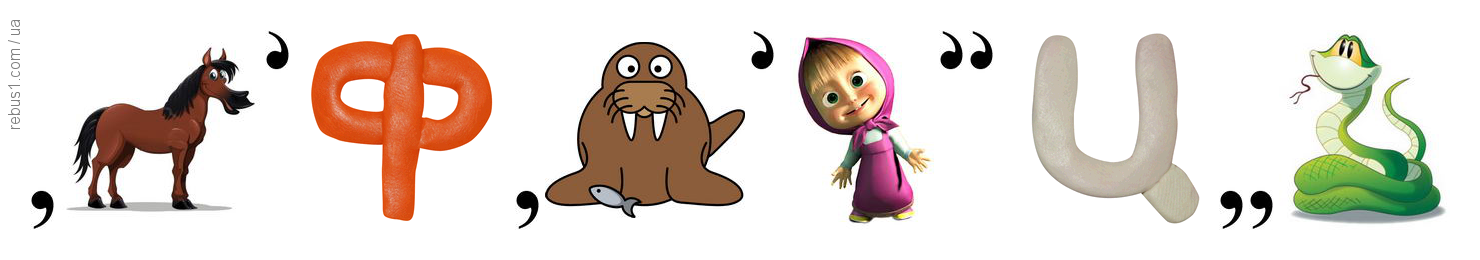 rebus1.com / ua
, ’ Ф , ’ ’’ Ц ,,